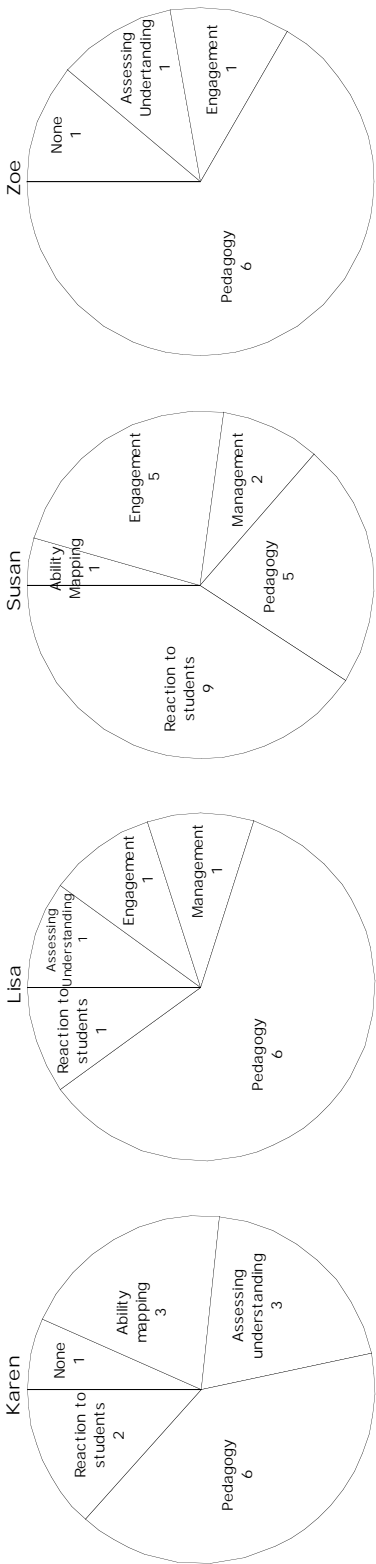 Karen
None
1
Ability
mapping
3
Assessing
understanding
3
Pedagogy
6
Reaction to
students
2
Lisa
Assessing
Understanding
1
Engagement
1
Management
1
Pedagogy
6
Reaction to
students
1
Susan
Ability
Mapping
1
Engagement
5
Management
2
Pedagogy
5
Reaction to
students
9
Zoe
None
1
Assessing
Undertanding
1
Engagement
1
Pedagogy
6